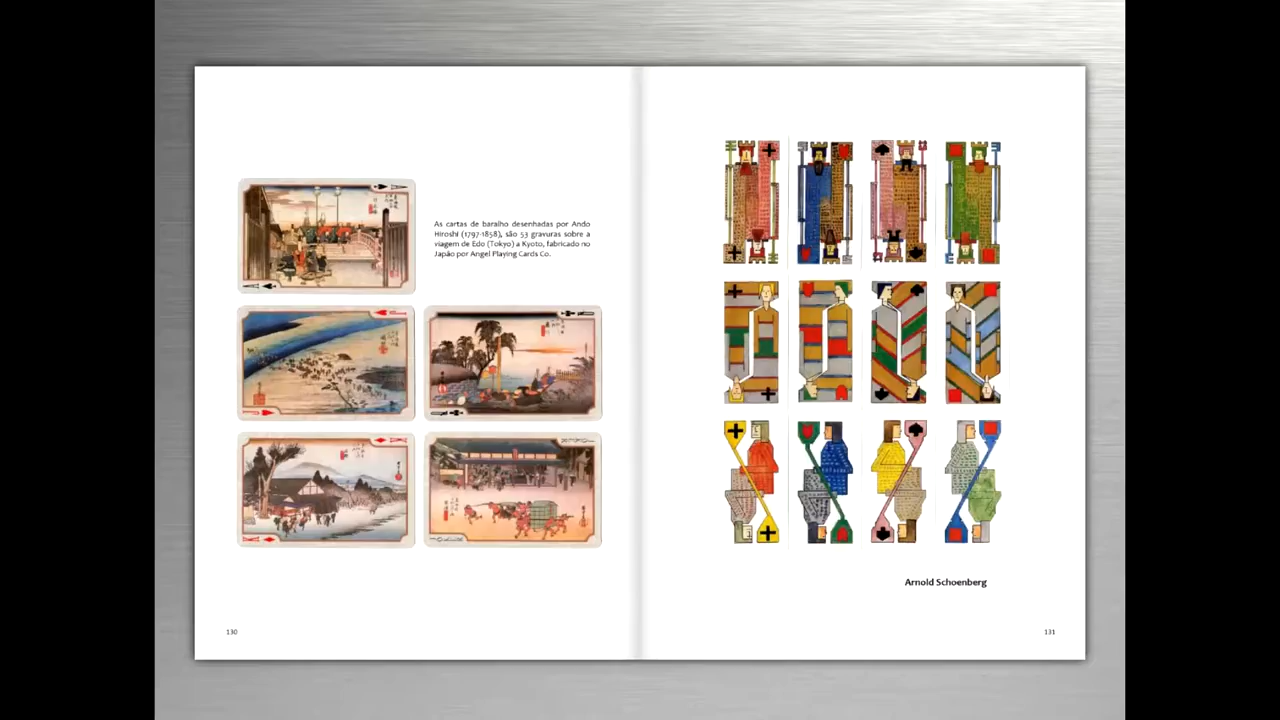 As cartas de baralho desenhadas por Ando
Hiroshi (1797-1858), são 53 gravuras sobre a
viagem de Edo (Tokyo) a Kyoto, fabricado no
Japão por Angel Playing Cards Co.
130
Arnold Schoenberg
131